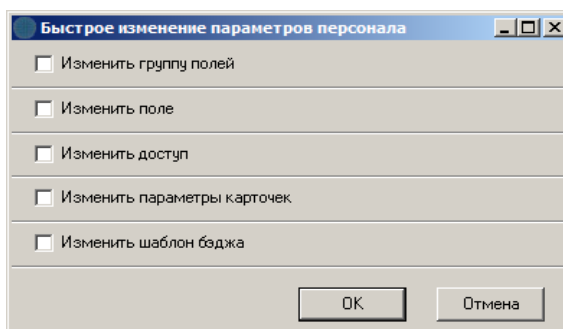 Быстрое изменение параметров персонала
Изменить группу полей
Изменить поле
Изменить доступ
Изменить параметры карточек
Изменить шаблон бэджа
OK
Отмена